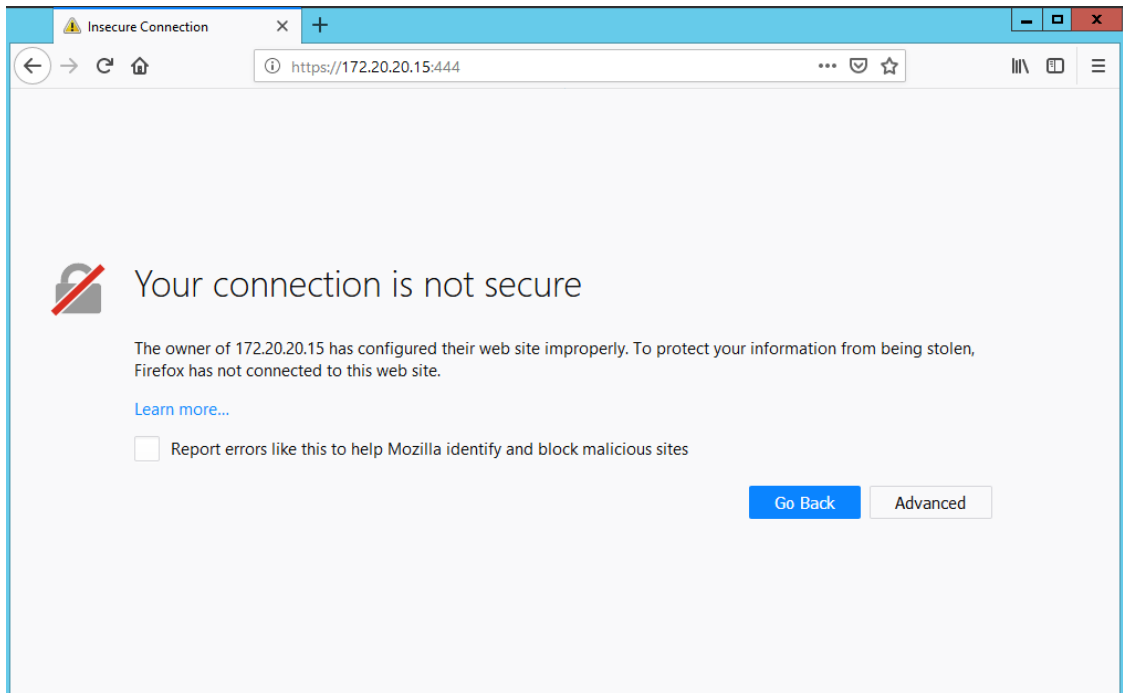 Insecure Connection
https://172.20.20.15:444
Your connection is not secure
The owner of 172.20.20.15 has configured their web site improperly. To protect your information from being stolen,
Firefox has not connected to this web site.
Learn more...
Report errors like this to help Mozilla identify and block malicious sites
Go Back Advanced